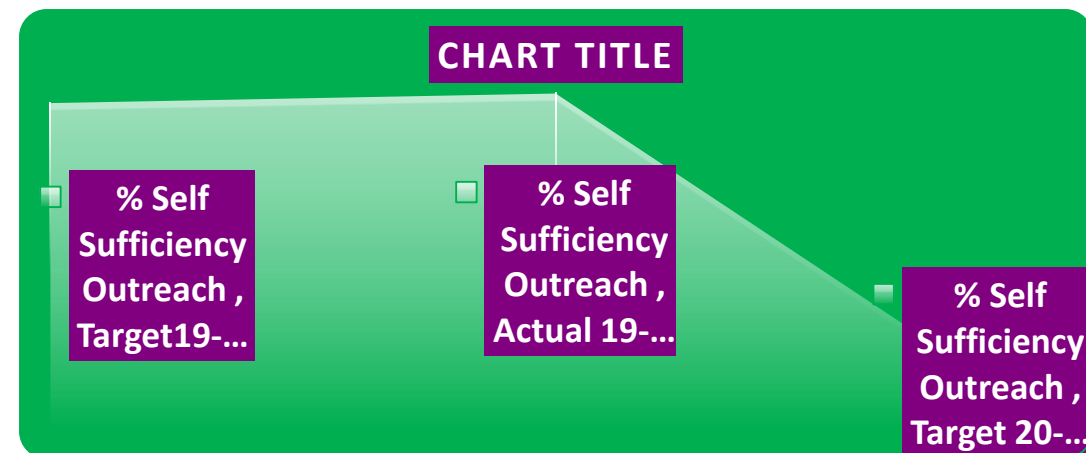 CHART TITLE
% Self
Sufficiency
Outreach ,
Target19-...
% Self
Sufficiency
Outreach ,
Actual 19-...
% Self
Sufficiency
Outreach ,
Target 20-...